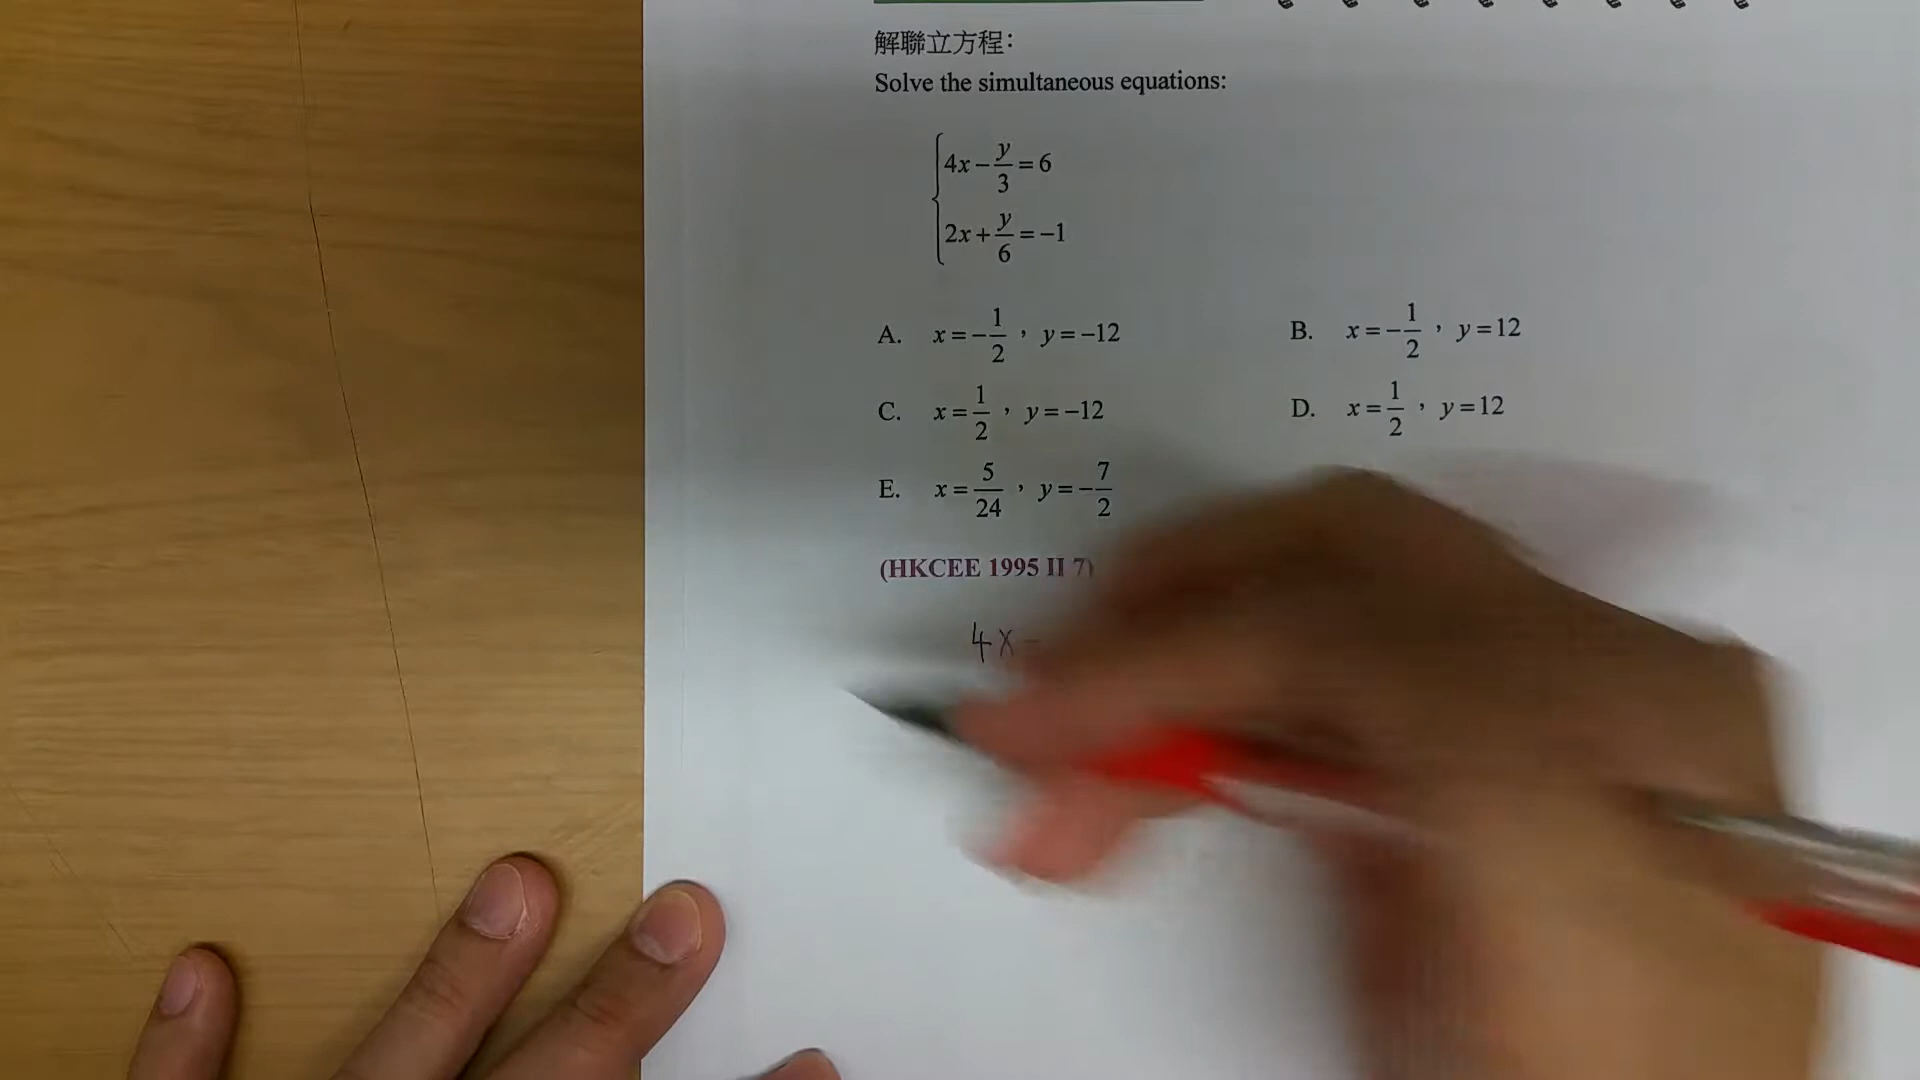 解聯立方程：
Solve the simultaneous equations:
4x − y/3 = 6
2x + y/6 = −1
A. x = −1/2 , y = −12
B. x = −1/2 , y = 12
C. x = 1/2 , y = −12
D. x = 1/2 , y = 12
E. x = 5/24 , y = −7/2
(HKCEE 1995 II 7)
4x −